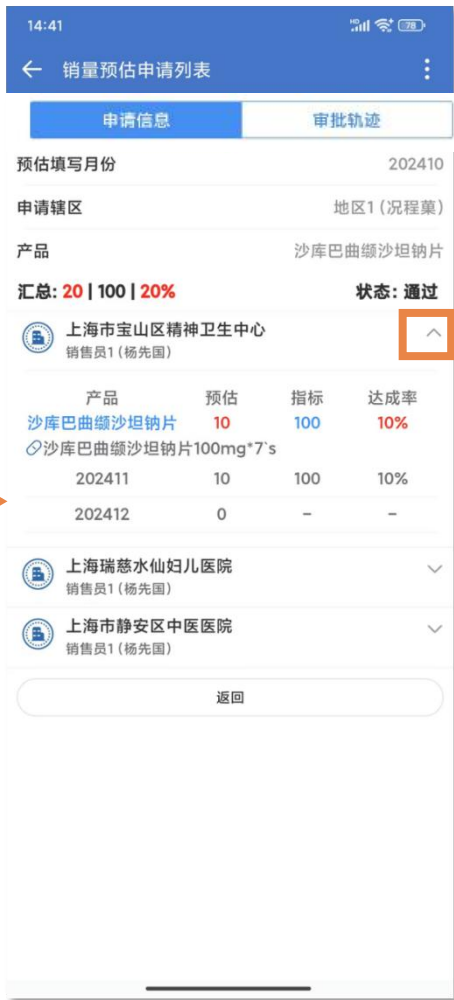 14:41 HD 78
销量预估申请列表
申请信息 审批轨迹
预估填写月份 202410
申请辖区 地区1(况程菓)
产品 沙库巴曲缬沙坦钠片
汇总: 20 | 100 | 20% 状态: 通过
上海市宝山区精神卫生中心
销售员1(杨先国)
产品 预估 指标 达成率
沙库巴曲缬沙坦钠片 10 100 10%
沙库巴曲缬沙坦钠片100mg*7`s
202411 10 100 10%
202412 0 – –
上海瑞慈水仙妇儿医院
销售员1(杨先国)
上海市静安区中医医院
销售员1(杨先国)
返回